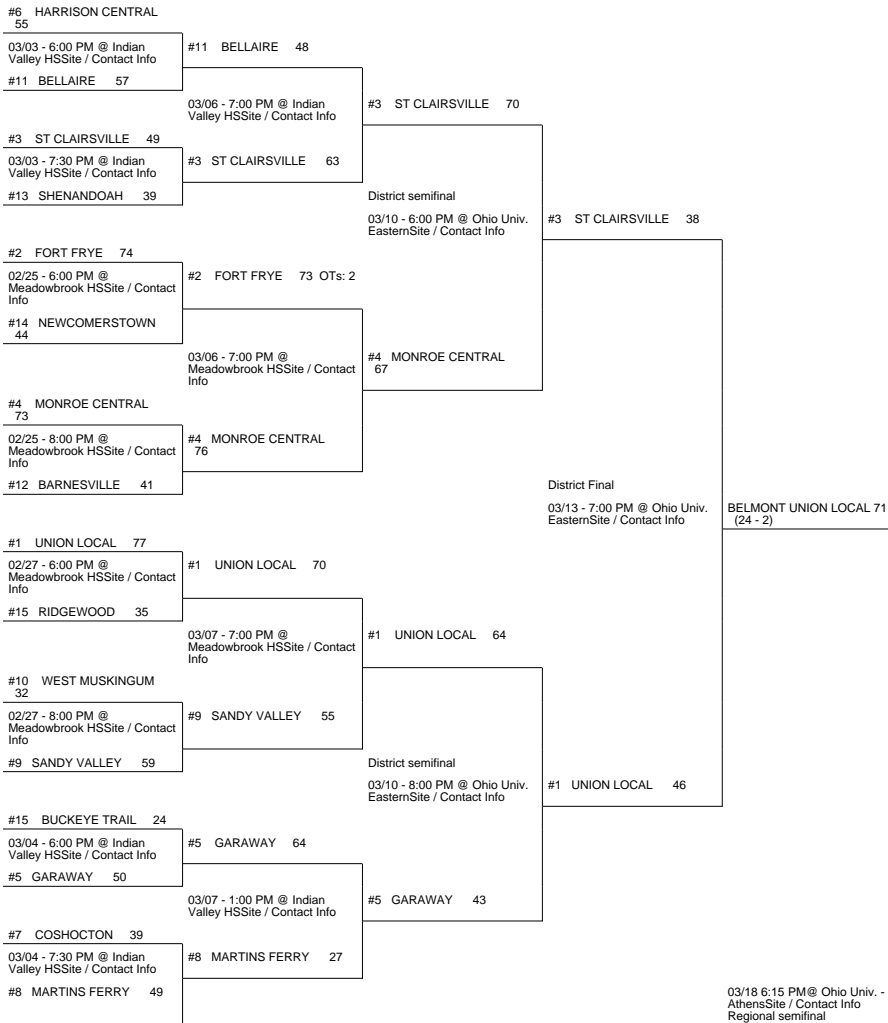 #6 HARRISON CENTRAL
55
03/03 - 6:00 PM @ Indian
Valley HSSite / Contact Info
#11 BELLAIRE 57
#11 BELLAIRE 48
03/06 - 7:00 PM @ Indian
Valley HSSite / Contact Info
#3 ST CLAIRSVILLE 49
03/03 - 7:30 PM @ Indian
Valley HSSite / Contact Info
#13 SHENANDOAH 39
#3 ST CLAIRSVILLE 63
#3 ST CLAIRSVILLE 70
District semifinal
03/10 - 6:00 PM @ Ohio Univ.
EasternSite / Contact Info
#2 FORT FRYE 74
02/25 - 6:00 PM @
Meadowbrook HSSite / Contact
Info
#14 NEWCOMERSTOWN
44
#2 FORT FRYE 73 OTs: 2
03/06 - 7:00 PM @
Meadowbrook HSSite / Contact
Info
#4 MONROE CENTRAL
73
02/25 - 8:00 PM @
Meadowbrook HSSite / Contact
Info
#12 BARNESVILLE 41
#4 MONROE CENTRAL
76
#4 MONROE CENTRAL
67
#3 ST CLAIRSVILLE 38
District Final
03/13 - 7:00 PM @ Ohio Univ.
EasternSite / Contact Info
BELMONT UNION LOCAL 71
(24 - 2)
#1 UNION LOCAL 77
02/27 - 6:00 PM @
Meadowbrook HSSite / Contact
Info
#15 RIDGEWOOD 35
#1 UNION LOCAL 70
03/07 - 7:00 PM @
Meadowbrook HSSite / Contact
Info
#10 WEST MUSKINGUM
32
02/27 - 8:00 PM @
Meadowbrook HSSite / Contact
Info
#9 SANDY VALLEY 59
#9 SANDY VALLEY 55
#1 UNION LOCAL 64
District semifinal
03/10 - 8:00 PM @ Ohio Univ.
EasternSite / Contact Info
#1 UNION LOCAL 46
#15 BUCKEYE TRAIL 24
03/04 - 6:00 PM @ Indian
Valley HSSite / Contact Info
#5 GARAWAY 50
#5 GARAWAY 64
03/07 - 1:00 PM @ Indian
Valley HSSite / Contact Info
#5 GARAWAY 43
#7 COSHOCTON 39
03/04 - 7:30 PM @ Indian
Valley HSSite / Contact Info
#8 MARTINS FERRY 49
#8 MARTINS FERRY 27
03/18 6:15 PM@ Ohio Univ. -
AthensSite / Contact Info
Regional semifinal